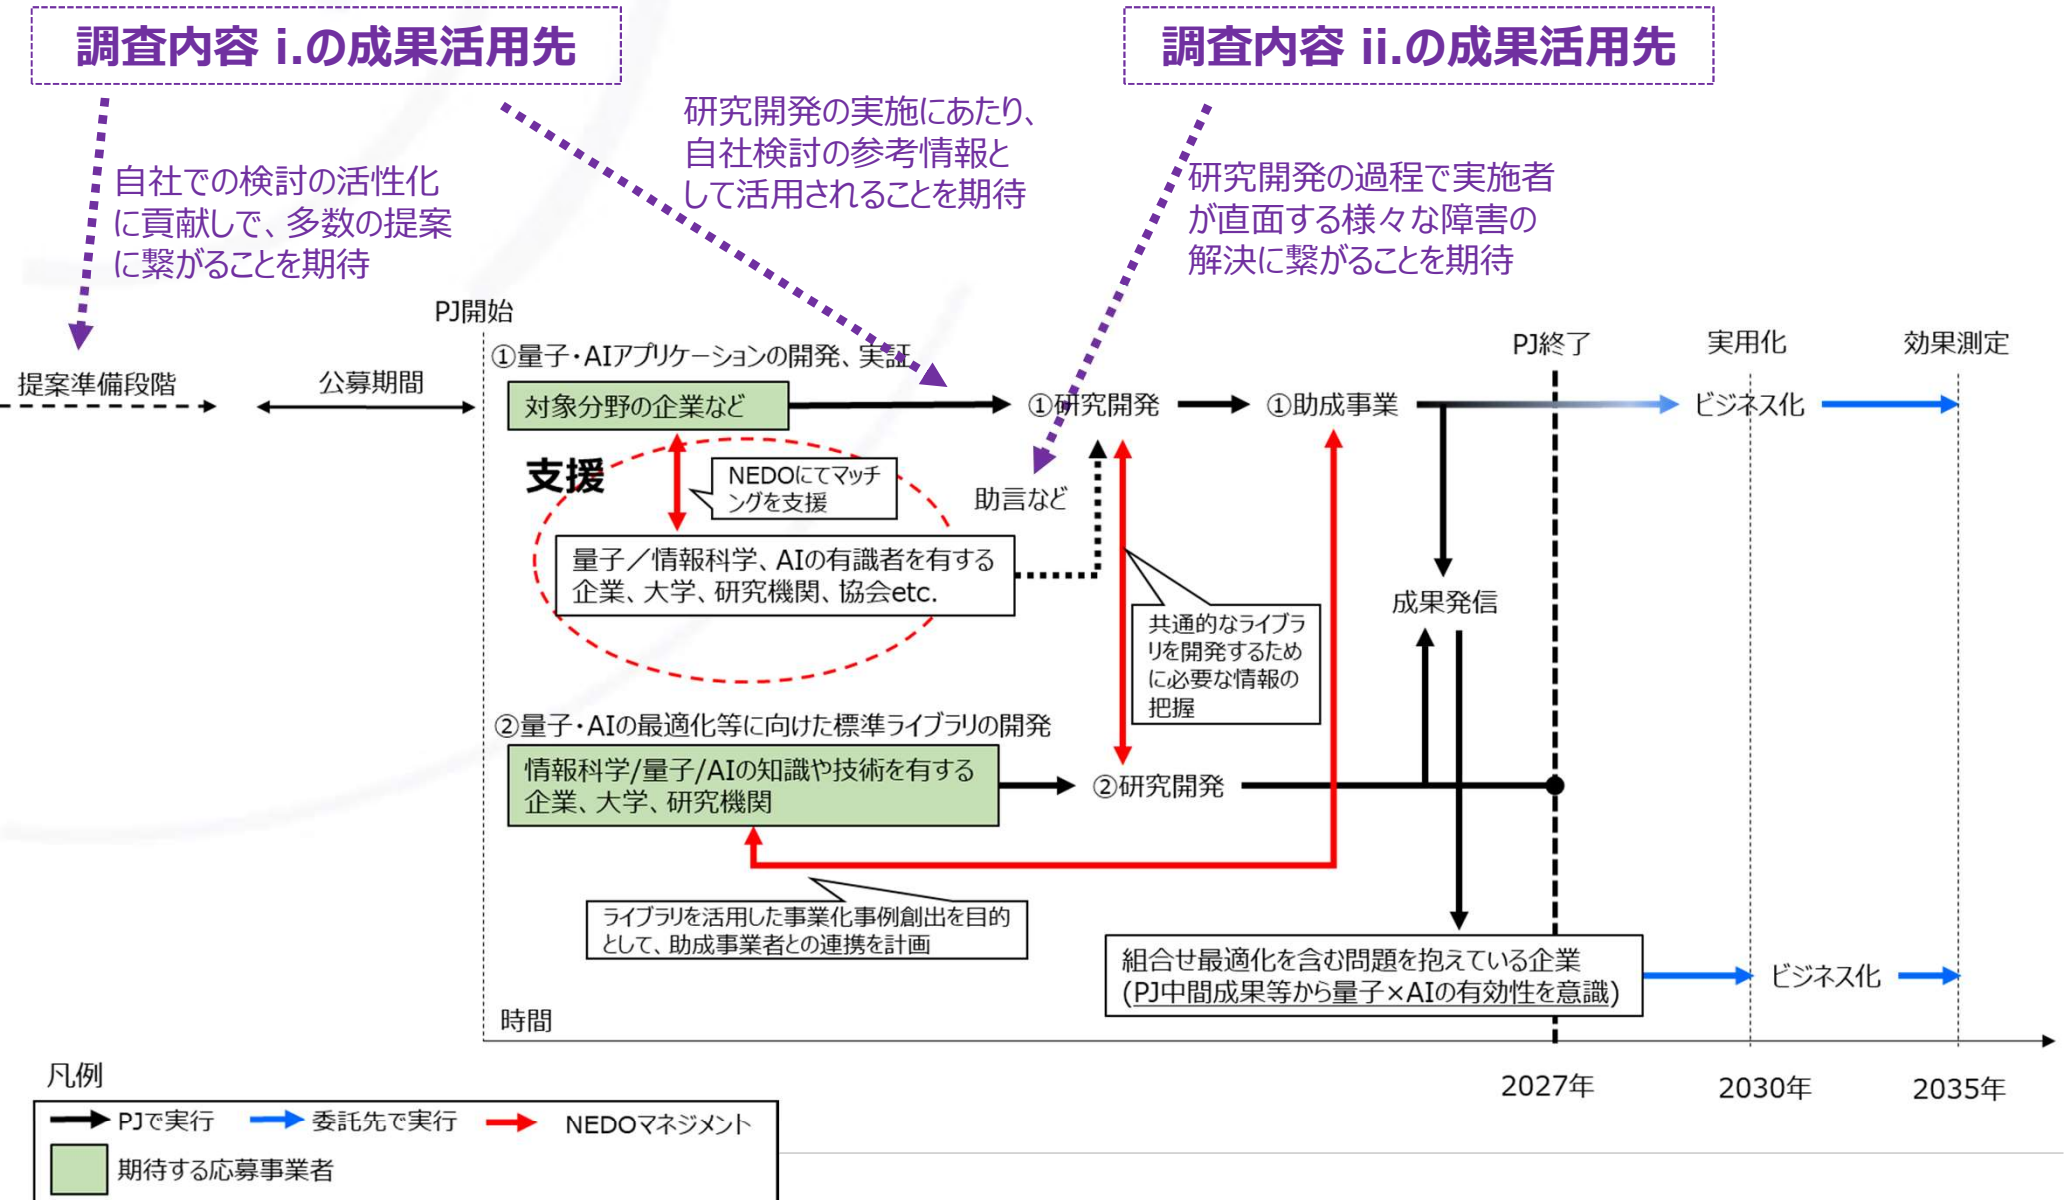 調査内容 i.の成果活用先
調査内容 ii.の成果活用先
自社での検討の活性化
に貢献しで、多数の提案
に繋がることを期待
研究開発の実施にあたり、
自社検討の参考情報と
して活用されることを期待
研究開発の過程で実施者
が直面する様々な障害の
解決に繋がることを期待
PJ開始
PJ終了
実用化
効果測定
提案準備段階
公募期間
①量子・AIアプリケーションの開発、実証
対象分野の企業など
①研究開発
①助成事業
ビジネス化
支援
NEDOにてマッチ
ングを支援
助言など
量子／情報科学、AIの有識者を有する
企業、大学、研究機関、協会etc.
成果発信
共通的なライブラ
リを開発するため
に必要な情報の
把握
②量子・AIの最適化等に向けた標準ライブラリの開発
情報科学/量子/AIの知識や技術を有する
企業、大学、研究機関
②研究開発
ライブラリを活用した事業化事例創出を目的
として、助成事業者との連携を計画
組合せ最適化を含む問題を抱えている企業
(PJ中間成果等から量子×AIの有効性を意識)
ビジネス化
時間
2027年
2030年
2035年
凡例
PJで実行
委託先で実行
NEDOマネジメント
期待する応募事業者